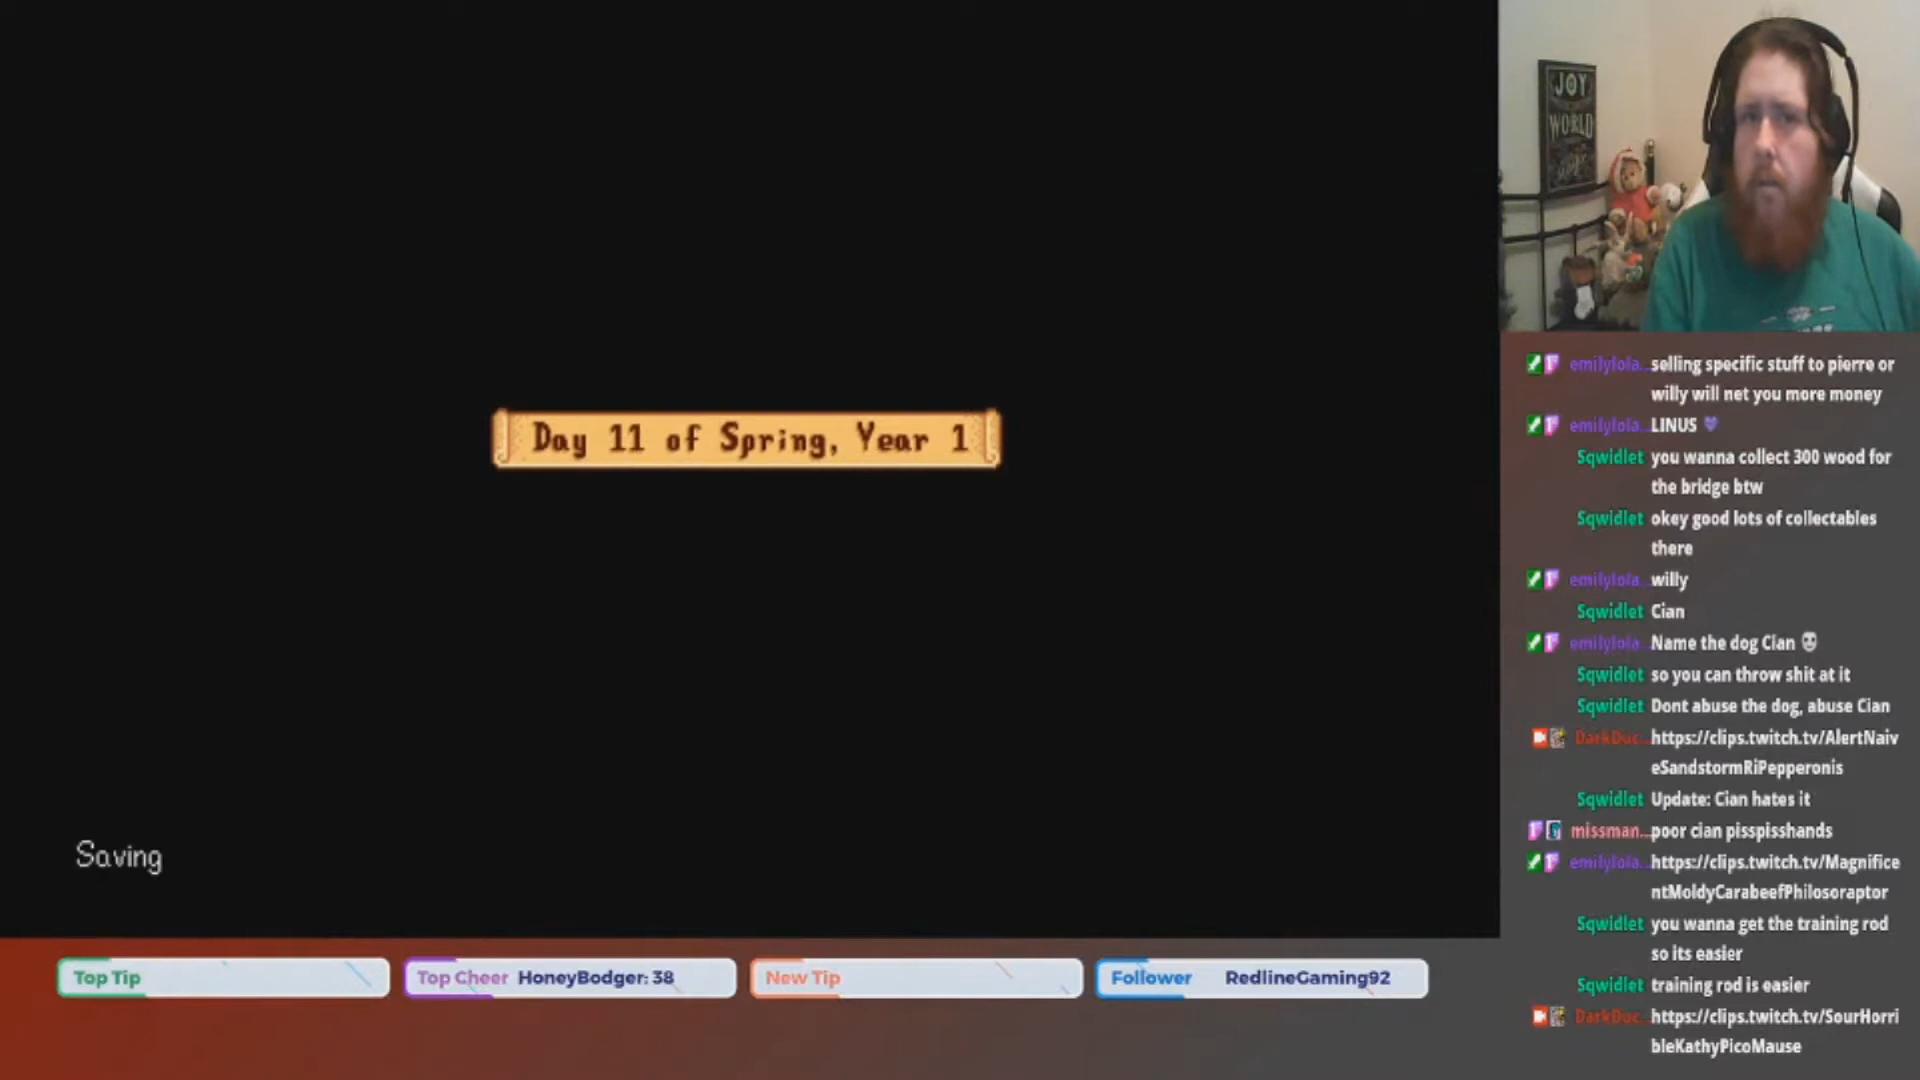 Day 11 of Spring, Year 1
Saving
JOY
WORLD
emilylola... selling specific stuff to pierre or
willy will net you more money
emilylola... LINUS
Sqwidlet you wanna collect 300 wood for
the bridge btw
Sqwidlet okey good lots of collectables
there
emilylola... willy
Sqwidlet Cian
emilylola... Name the dog Cian
Sqwidlet so you can throw shit at it
Sqwidlet Dont abuse the dog, abuse Cian
DarkDuc... https://clips.twitch.tv/AlertNaiv
eSandstormRiPepperonis
Sqwidlet Update: Cian hates it
missman... poor cian pisspisshands
emilylola... https://clips.twitch.tv/Magnifice
ntMoldyCarabeefPhilosoraptor
Sqwidlet you wanna get the training rod
so its easier
Sqwidlet training rod is easier
DarkDuc... https://clips.twitch.tv/SourHorri
bleKathyPicoMause
Top Tip
Top Cheer HoneyBodger: 38
New Tip
Follower RedlineGaming92